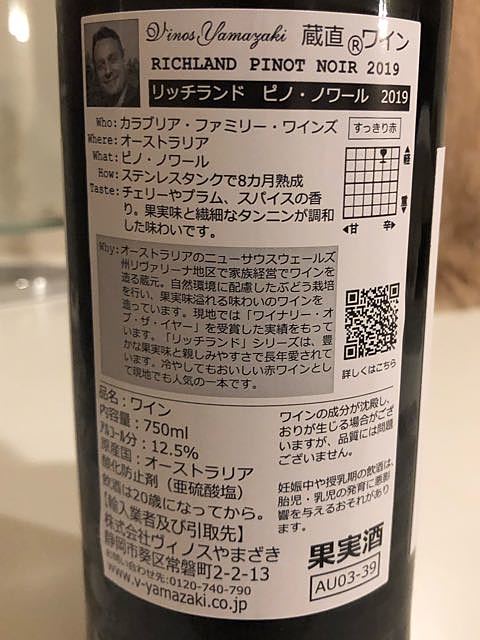 Vinos Yamazaki 蔵直®ワイン
RICHLAND PINOT NOIR 2019
リッチランド ピノ・ノワール 2019
Who:カラブリア・ファミリー・ワインズ
すっきり赤
Where:オーストラリア
What:ピノ・ノワール
How:ステンレスタンクで8カ月熟成
Taste:チェリーやプラム、スパイスの香
り。果実味と繊細なタンニンが調和
した味わいです。
▲軽
重▼
◀甘 辛▶
Why:オーストラリアのニューサウスウェールズ
州リヴァリーナ地区で家族経営でワインを
造る蔵元。自然環境に配慮したぶどう栽培
を行い、果実味溢れる味わいのワインを
造っています。現地では「ワイナリー・オ
ブ・ザ・イヤー」を受賞した実績をもって
います。「リッチランド」シリーズは、豊
かな果実味と親しみやすさで長年愛されて
います。冷やしてもおいしい赤ワインとし
て現地でも人気の一本です。
詳しくはこちら
品名:ワイン
内容量:750ml
アルコール分:12.5%
原産国:オーストラリア
酸化防止剤(亜硫酸塩)
飲酒は20歳になってから。
【輸入業者及び引取先】
株式会社ヴィノスやまざき
静岡市葵区常磐町2-2-13
お問い合わせ先:0120-740-790
www.v-yamazaki.co.jp
ワインの成分が沈殿し、
おりが生じる場合がござ
いますが、品質には問題
ございません。
妊娠中や授乳期の飲酒は、
胎児・乳児の発育に悪影
響を与えるおそれがあり
ます。
果実酒
AU03-39